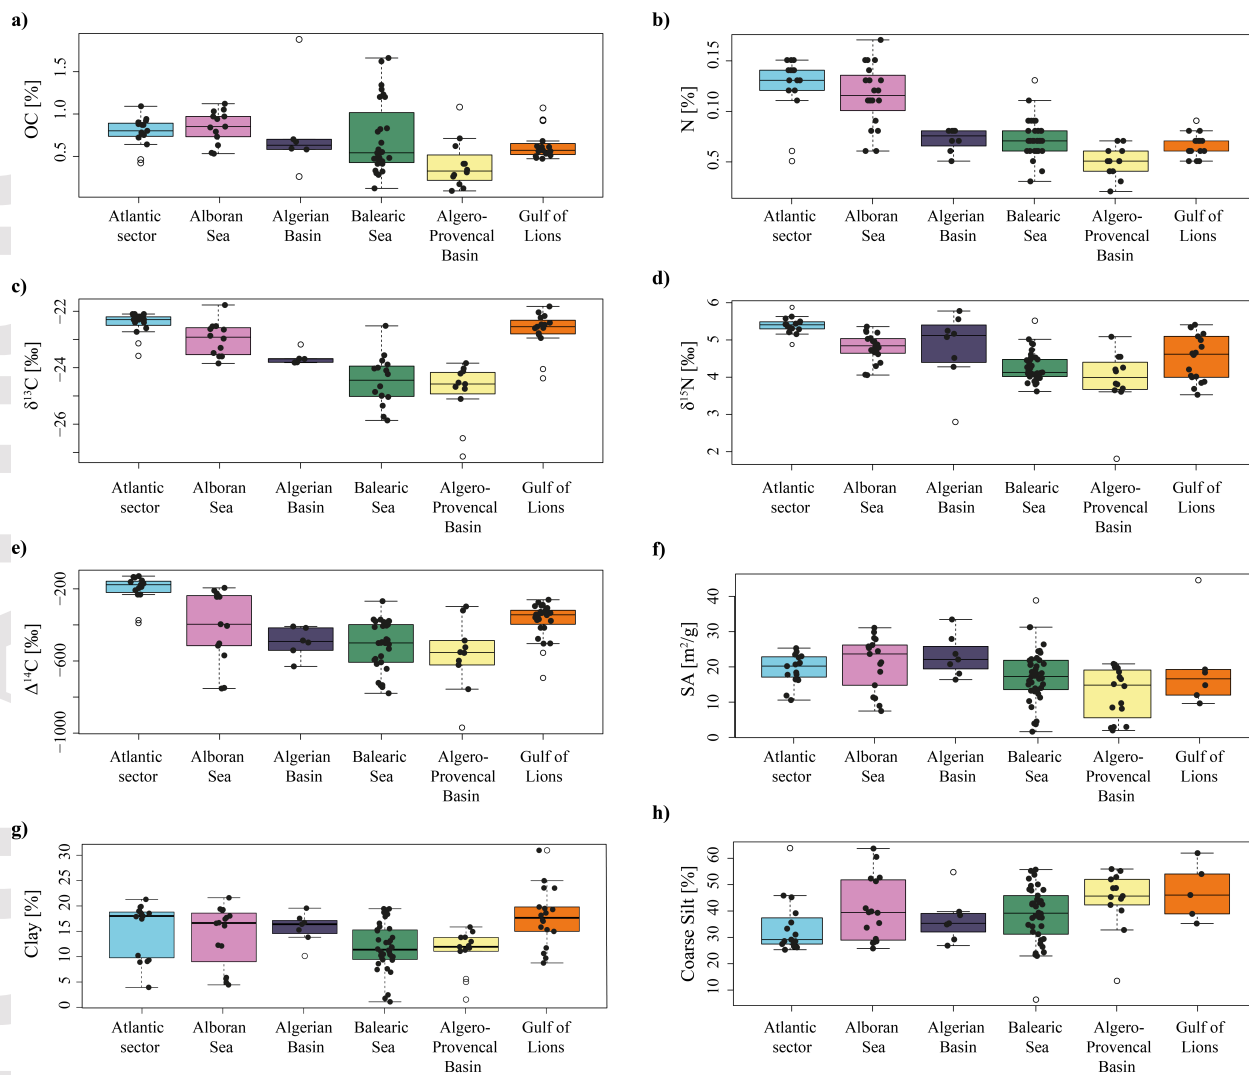 a)
OC [%]
1.5
1.0
0.5
Atlantic sector
Alboran Sea
Algerian Basin
Balearic Sea
Algero-Provencal Basin
Gulf of Lions
b)
N [%]
0.15
0.10
0.5
Atlantic sector
Alboran Sea
Algerian Basin
Balearic Sea
Algero-Provencal Basin
Gulf of Lions
c)
δ¹³C [‰]
−22
−24
−26
Atlantic sector
Alboran Sea
Algerian Basin
Balearic Sea
Algero-Provencal Basin
Gulf of Lions
d)
δ¹⁵N [‰]
6
5
4
2
Atlantic sector
Alboran Sea
Algerian Basin
Balearic Sea
Algero-Provencal Basin
Gulf of Lions
e)
Δ¹⁴C [‰]
−200
−600
−1000
Atlantic sector
Alboran Sea
Algerian Basin
Balearic Sea
Algero-Provencal Basin
Gulf of Lions
f)
SA [m²/g]
40
30
20
10
0
Atlantic sector
Alboran Sea
Algerian Basin
Balearic Sea
Algero-Provencal Basin
Gulf of Lions
g)
Clay [%]
30
25
20
15
10
5
0
Atlantic sector
Alboran Sea
Algerian Basin
Balearic Sea
Algero-Provencal Basin
Gulf of Lions
h)
Coarse Silt [%]
60
50
40
30
20
10
Atlantic sector
Alboran Sea
Algerian Basin
Balearic Sea
Algero-Provencal Basin
Gulf of Lions